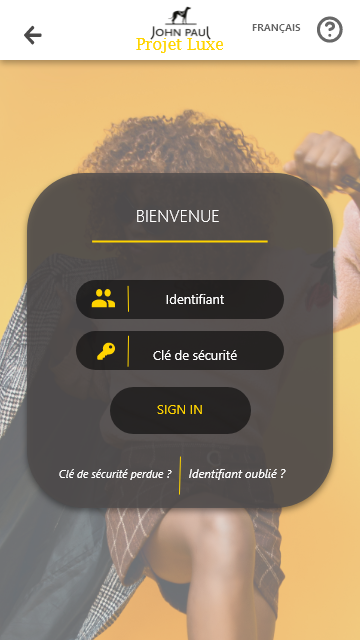 JOHN PAUL
Projet Luxe
FRANÇAIS
BIENVENUE
Identifiant
Clé de sécurité
SIGN IN
Clé de sécurité perdue ?
Identifiant oublié ?